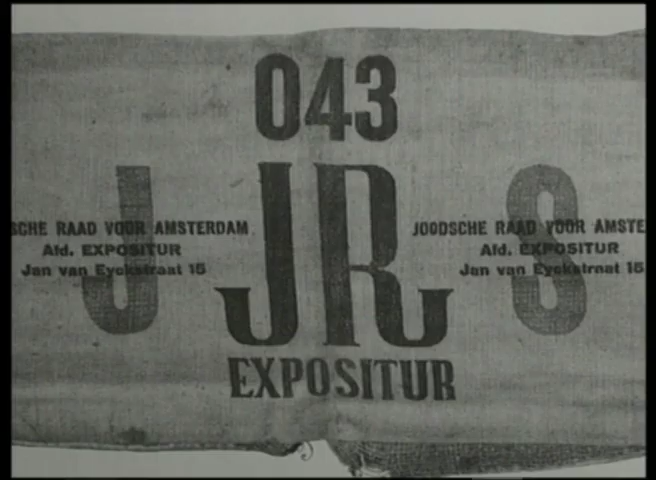 043
J JR S
SCHE RAAD VOOR AMSTERDAM
Afd. EXPOSITUR
Jan van Eyckstraat 15
JOODSCHE RAAD VOOR AMSTE
Afd. EXPOSITUR
Jan van Eyckstraat 15
EXPOSITUR